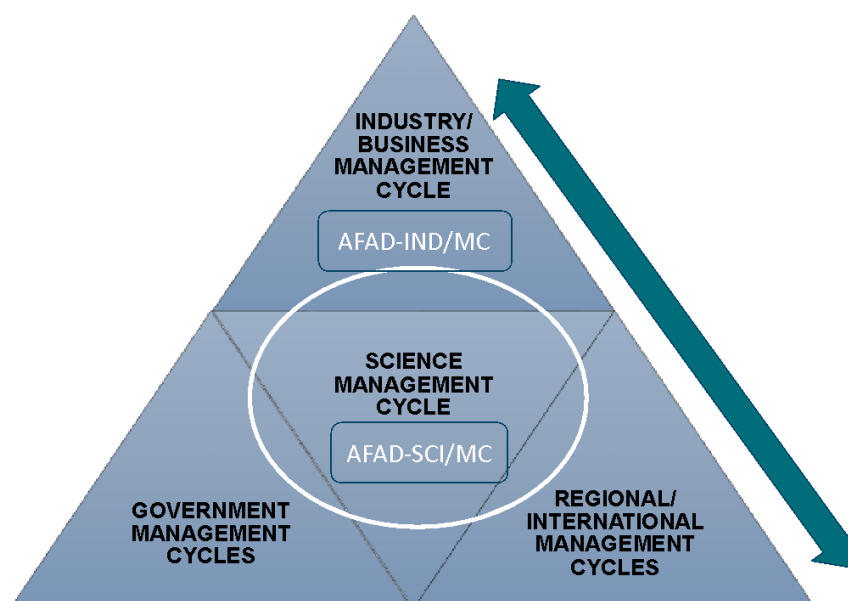 INDUSTRY/
BUSINESS
MANAGEMENT
CYCLE
AFAD-IND/MC
SCIENCE
MANAGEMENT
CYCLE
AFAD-SCI/MC
GOVERNMENT
MANAGEMENT
CYCLES
REGIONAL/
INTERNATIONAL
MANAGEMENT
CYCLES